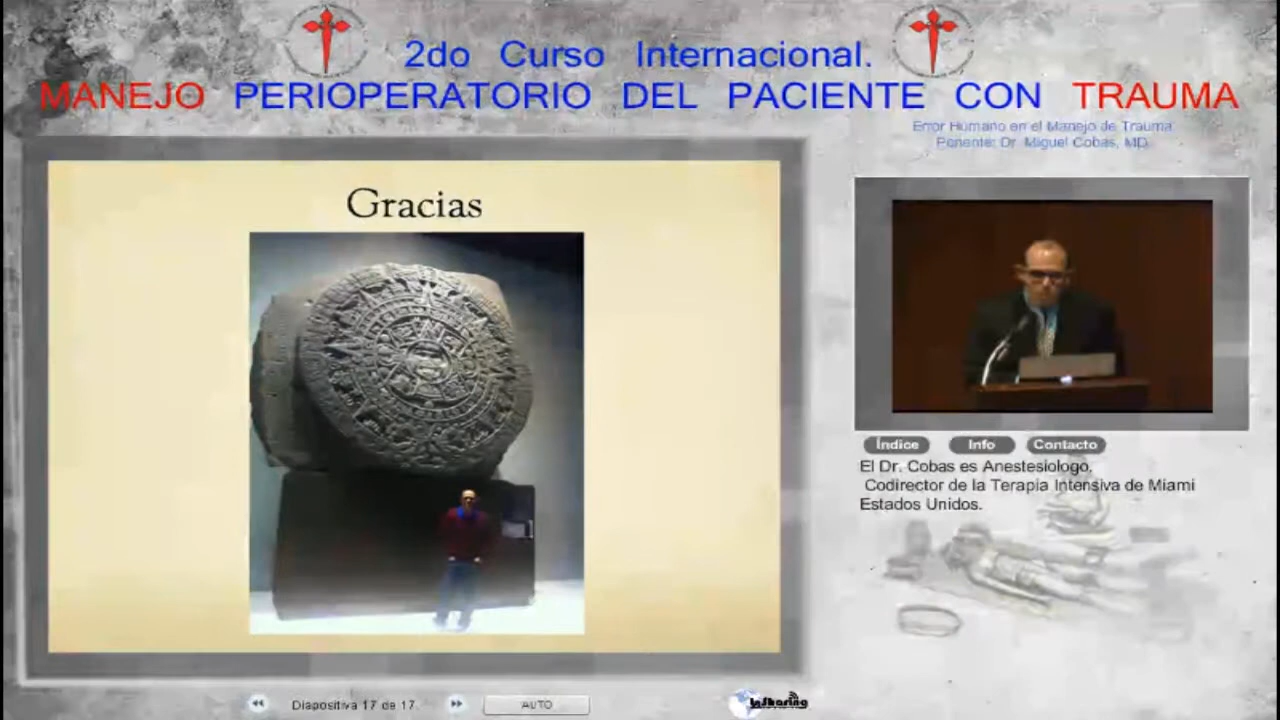 2do Curso Internacional.
MANEJO PERIOPERATORIO DEL PACIENTE CON TRAUMA
Error Humano en el Manejo de Trauma
Ponente: Dr. Miguel Cobas, MD
Gracias
Índice Info Contacto
El Dr. Cobas es Anestesiologo.
Codirector de la Terapia Intensiva de Miami
Estados Unidos.
Diapositiva 17 de 17
AUTO
InSharing